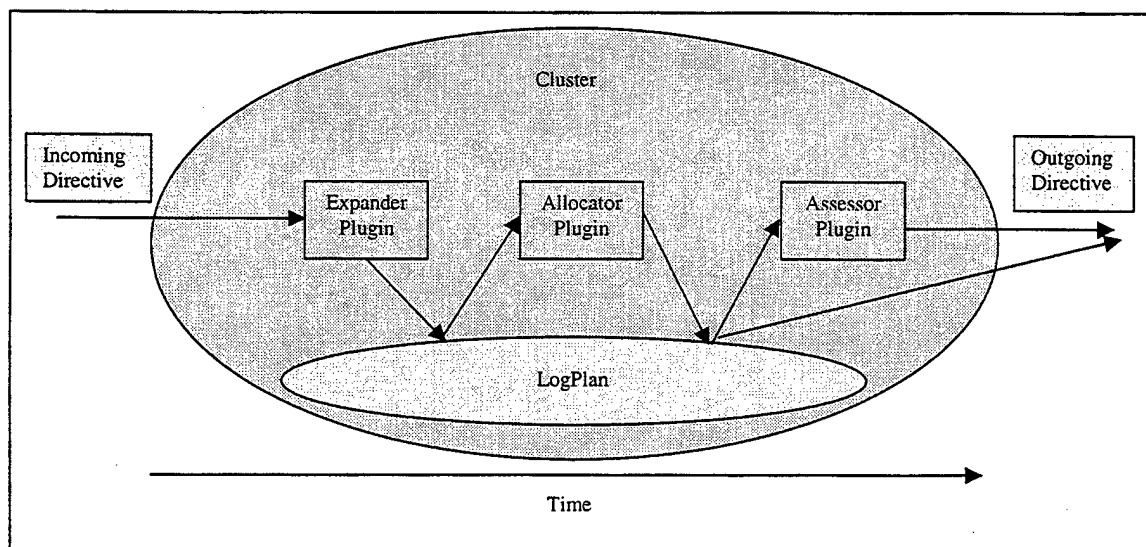 Cluster
Incoming
Directive
Expander
Plugin
Allocator
Plugin
Assessor
Plugin
Outgoing
Directive
LogPlan
Time